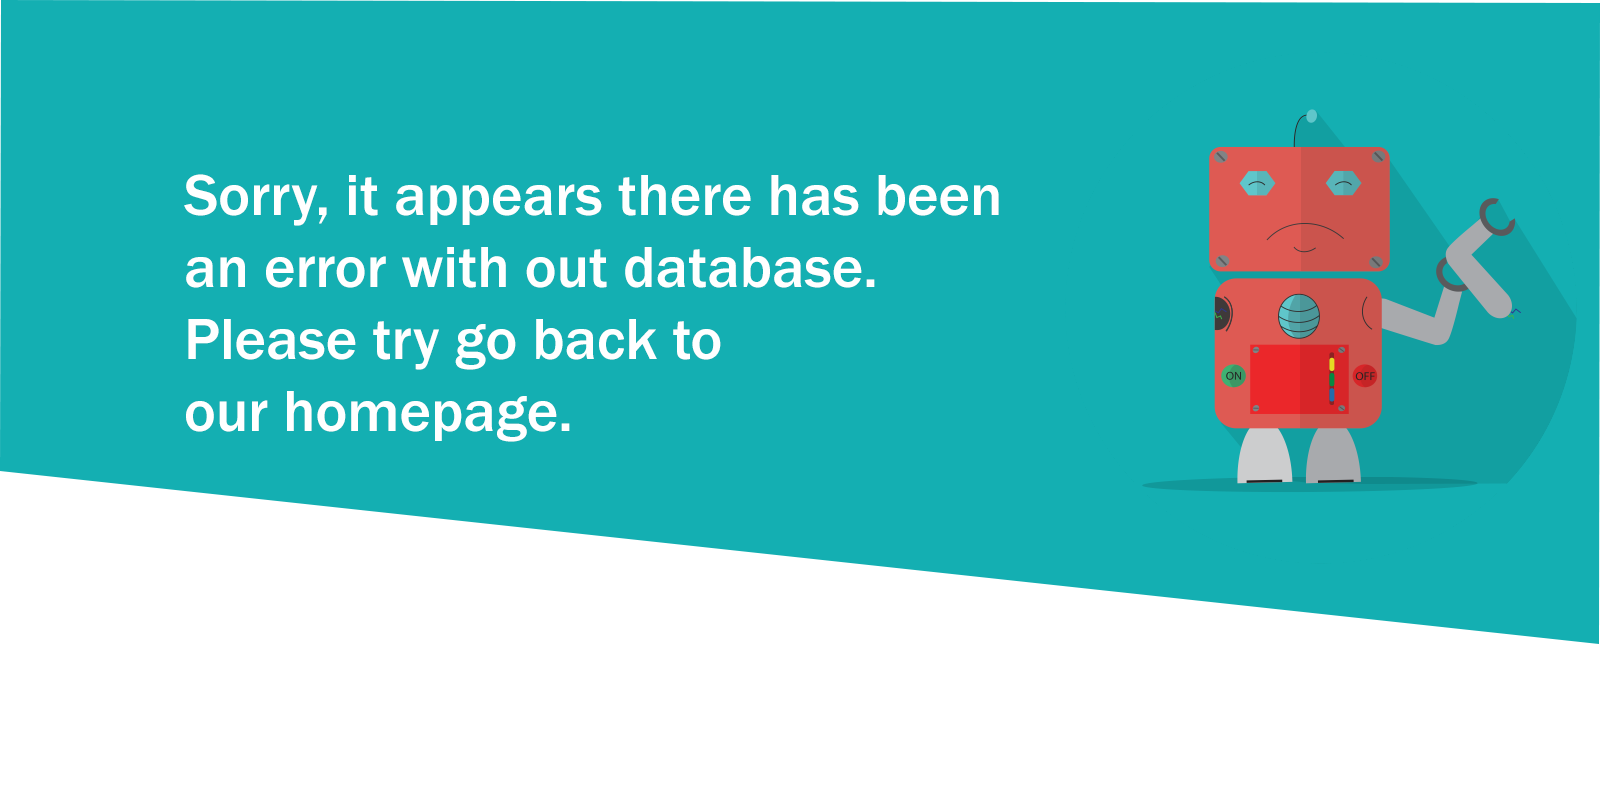 Sorry, it appears there has been
an error with out database.
Please try go back to
our homepage.
ON
OFF